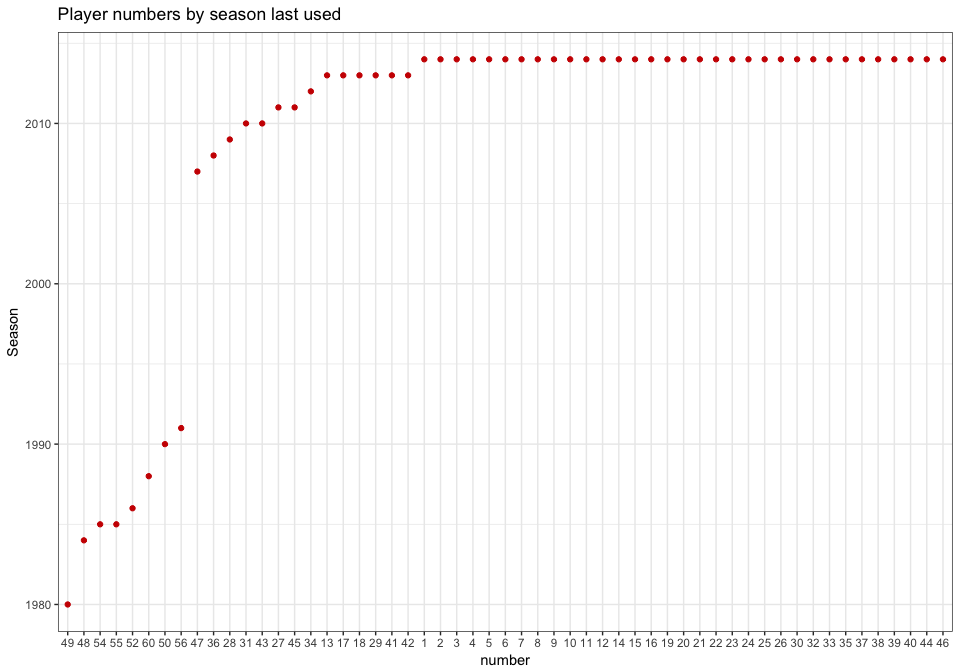 Player numbers by season last used
Season
2010
2000
1990
1980
49 48 54 55 52 60 50 56 47 36 28 31 43 27 45 34 13 17 18 29 41 42 1 2 3 4 5 6 7 8 9 10 11 12 14 15 16 19 20 21 22 23 24 25 26 30 32 33 35 37 38 39 40 44 46
number